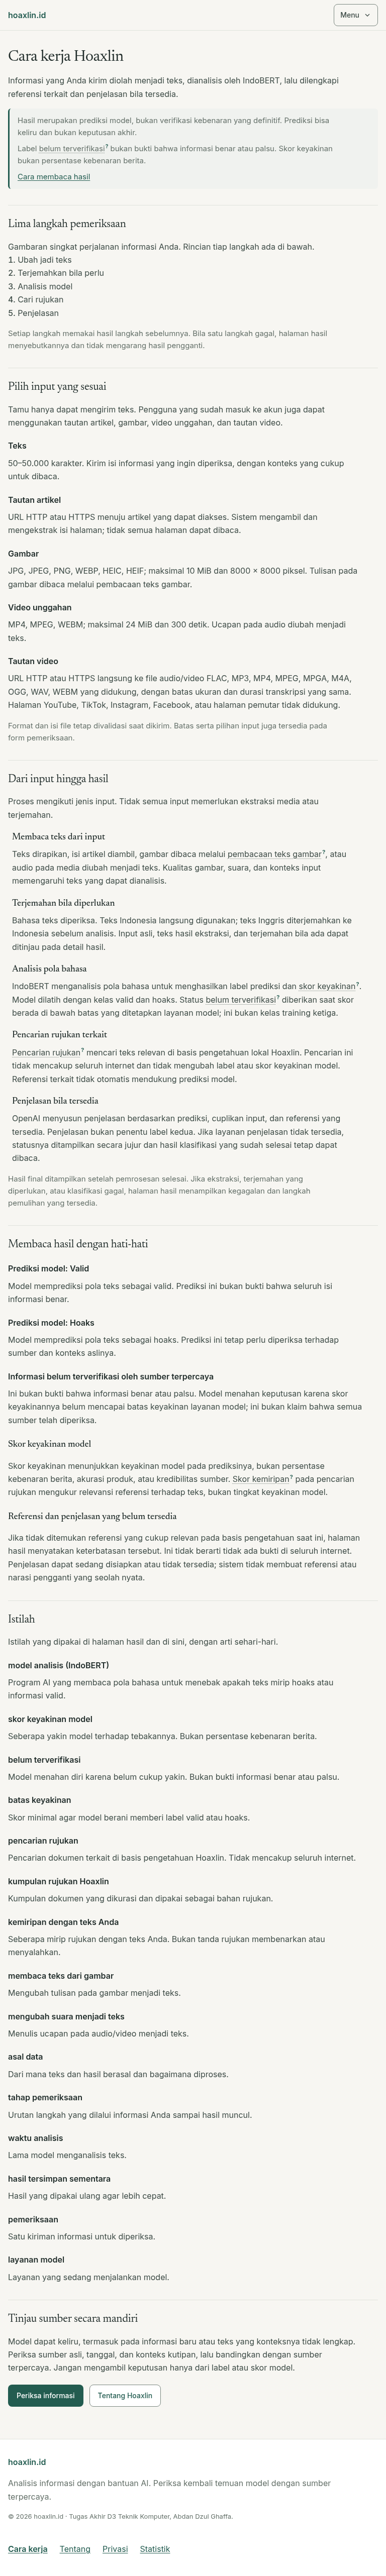 hoaxlin.id
Menu
Cara kerja Hoaxlin
Informasi yang Anda kirim diolah menjadi teks, dianalisis oleh IndoBERT, lalu dilengkapi
referensi terkait dan penjelasan bila tersedia.
Hasil merupakan prediksi model, bukan verifikasi kebenaran yang definitif. Prediksi bisa
keliru dan bukan keputusan akhir.
Label belum terverifikasi? bukan bukti bahwa informasi benar atau palsu. Skor keyakinan
bukan persentase kebenaran berita.
Cara membaca hasil
Lima langkah pemeriksaan
Gambaran singkat perjalanan informasi Anda. Rincian tiap langkah ada di bawah.
1. Ubah jadi teks
2. Terjemahkan bila perlu
3. Analisis model
4. Cari rujukan
5. Penjelasan
Setiap langkah memakai hasil langkah sebelumnya. Bila satu langkah gagal, halaman hasil
menyebutkannya dan tidak mengarang hasil pengganti.
Pilih input yang sesuai
Tamu hanya dapat mengirim teks. Pengguna yang sudah masuk ke akun juga dapat
menggunakan tautan artikel, gambar, video unggahan, dan tautan video.
Teks
50–50.000 karakter. Kirim isi informasi yang ingin diperiksa, dengan konteks yang cukup
untuk dibaca.
Tautan artikel
URL HTTP atau HTTPS menuju artikel yang dapat diakses. Sistem mengambil dan
mengekstrak isi halaman; tidak semua halaman dapat dibaca.
Gambar
JPG, JPEG, PNG, WEBP, HEIC, HEIF; maksimal 10 MiB dan 8000 × 8000 piksel. Tulisan pada
gambar dibaca melalui pembacaan teks gambar.
Video unggahan
MP4, MPEG, WEBM; maksimal 24 MiB dan 300 detik. Ucapan pada audio diubah menjadi
teks.
Tautan video
URL HTTP atau HTTPS langsung ke file audio/video FLAC, MP3, MP4, MPEG, MPGA, M4A,
OGG, WAV, WEBM yang didukung, dengan batas ukuran dan durasi transkripsi yang sama.
Halaman YouTube, TikTok, Instagram, Facebook, atau halaman pemutar tidak didukung.
Format dan isi file tetap divalidasi saat dikirim. Batas serta pilihan input juga tersedia pada
form pemeriksaan.
Dari input hingga hasil
Proses mengikuti jenis input. Tidak semua input memerlukan ekstraksi media atau
terjemahan.
Membaca teks dari input
Teks dirapikan, isi artikel diambil, gambar dibaca melalui pembacaan teks gambar?, atau
audio pada media diubah menjadi teks. Kualitas gambar, suara, dan konteks input
memengaruhi teks yang dapat dianalisis.
Terjemahan bila diperlukan
Bahasa teks diperiksa. Teks Indonesia langsung digunakan; teks Inggris diterjemahkan ke
Indonesia sebelum analisis. Input asli, teks hasil ekstraksi, dan terjemahan bila ada dapat
ditinjau pada detail hasil.
Analisis pola bahasa
IndoBERT menganalisis pola bahasa untuk menghasilkan label prediksi dan skor keyakinan?.
Model dilatih dengan kelas valid dan hoaks. Status belum terverifikasi? diberikan saat skor
berada di bawah batas yang ditetapkan layanan model; ini bukan kelas training ketiga.
Pencarian rujukan terkait
Pencarian rujukan? mencari teks relevan di basis pengetahuan lokal Hoaxlin. Pencarian ini
tidak mencakup seluruh internet dan tidak mengubah label atau skor keyakinan model.
Referensi terkait tidak otomatis mendukung prediksi model.
Penjelasan bila tersedia
OpenAI menyusun penjelasan berdasarkan prediksi, cuplikan input, dan referensi yang
tersedia. Penjelasan bukan penentu label kedua. Jika layanan penjelasan tidak tersedia,
statusnya ditampilkan secara jujur dan hasil klasifikasi yang sudah selesai tetap dapat
dibaca.
Hasil final ditampilkan setelah pemrosesan selesai. Jika ekstraksi, terjemahan yang
diperlukan, atau klasifikasi gagal, halaman hasil menampilkan kegagalan dan langkah
pemulihan yang tersedia.
Membaca hasil dengan hati-hati
Prediksi model: Valid
Model memprediksi pola teks sebagai valid. Prediksi ini bukan bukti bahwa seluruh isi
informasi benar.
Prediksi model: Hoaks
Model memprediksi pola teks sebagai hoaks. Prediksi ini tetap perlu diperiksa terhadap
sumber dan konteks aslinya.
Informasi belum terverifikasi oleh sumber terpercaya
Ini bukan bukti bahwa informasi benar atau palsu. Model menahan keputusan karena skor
keyakinannya belum mencapai batas keyakinan layanan model; ini bukan klaim bahwa semua
sumber telah diperiksa.
Skor keyakinan model
Skor keyakinan menunjukkan keyakinan model pada prediksinya, bukan persentase
kebenaran berita, akurasi produk, atau kredibilitas sumber. Skor kemiripan? pada pencarian
rujukan mengukur relevansi referensi terhadap teks, bukan tingkat keyakinan model.
Referensi dan penjelasan yang belum tersedia
Jika tidak ditemukan referensi yang cukup relevan pada basis pengetahuan saat ini, halaman
hasil menyatakan keterbatasan tersebut. Ini tidak berarti tidak ada bukti di seluruh internet.
Penjelasan dapat sedang disiapkan atau tidak tersedia; sistem tidak membuat referensi atau
narasi pengganti yang seolah nyata.
Istilah
Istilah yang dipakai di halaman hasil dan di sini, dengan arti sehari-hari.
model analisis (IndoBERT)
Program AI yang membaca pola bahasa untuk menebak apakah teks mirip hoaks atau
informasi valid.
skor keyakinan model
Seberapa yakin model terhadap tebakannya. Bukan persentase kebenaran berita.
belum terverifikasi
Model menahan diri karena belum cukup yakin. Bukan bukti informasi benar atau palsu.
batas keyakinan
Skor minimal agar model berani memberi label valid atau hoaks.
pencarian rujukan
Pencarian dokumen terkait di basis pengetahuan Hoaxlin. Tidak mencakup seluruh internet.
kumpulan rujukan Hoaxlin
Kumpulan dokumen yang dikurasi dan dipakai sebagai bahan rujukan.
kemiripan dengan teks Anda
Seberapa mirip rujukan dengan teks Anda. Bukan tanda rujukan membenarkan atau
menyalahkan.
membaca teks dari gambar
Mengubah tulisan pada gambar menjadi teks.
mengubah suara menjadi teks
Menulis ucapan pada audio/video menjadi teks.
asal data
Dari mana teks dan hasil berasal dan bagaimana diproses.
tahap pemeriksaan
Urutan langkah yang dilalui informasi Anda sampai hasil muncul.
waktu analisis
Lama model menganalisis teks.
hasil tersimpan sementara
Hasil yang dipakai ulang agar lebih cepat.
pemeriksaan
Satu kiriman informasi untuk diperiksa.
layanan model
Layanan yang sedang menjalankan model.
Tinjau sumber secara mandiri
Model dapat keliru, termasuk pada informasi baru atau teks yang konteksnya tidak lengkap.
Periksa sumber asli, tanggal, dan konteks kutipan, lalu bandingkan dengan sumber
terpercaya. Jangan mengambil keputusan hanya dari label atau skor model.
Periksa informasi
Tentang Hoaxlin
hoaxlin.id
Analisis informasi dengan bantuan AI. Periksa kembali temuan model dengan sumber
terpercaya.
© 2026 hoaxlin.id · Tugas Akhir D3 Teknik Komputer, Abdan Dzul Ghaffa.
Cara kerja Tentang Privasi Statistik